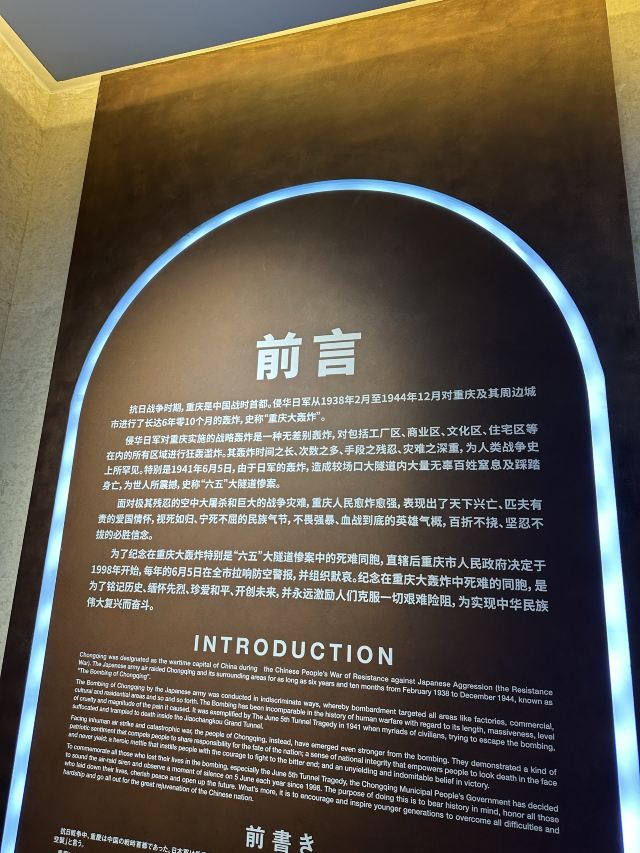 前言
抗日战争时期，重庆是中国战时首都。侵华日军从1938年2月至1944年12月对重庆及其周边城
市进行了长达6年零10个月的轰炸，史称“重庆大轰炸”。
侵华日军对重庆实施的战略轰炸是一种无差别轰炸，对包括工厂区、商业区、文化区、住宅区等
在内的所有区域进行狂轰滥炸。其轰炸时间之长、次数之多、手段之残忍、灾难之深重，为人类战争史
上所罕见。特别是1941年6月5日，由于日军的轰炸，造成较场口大隧道内大量无辜百姓窒息及踩踏
身亡，为世人所震撼，史称“六五”大隧道惨案。
面对极其残忍的空中大屠杀和巨大的战争灾难，重庆人民愈炸愈强，表现出了天下兴亡、匹夫有
责的爱国情怀，视死如归、宁死不屈的民族气节，不畏强暴、血战到底的英雄气概，百折不挠、坚忍不
拔的必胜信念。
为了纪念在重庆大轰炸特别是“六五”大隧道惨案中的死难同胞，直辖后重庆市人民政府决定于
1998年开始，每年的6月5日在全市拉响防空警报，并组织默哀。纪念在重庆大轰炸中死难的同胞，是
为了铭记历史、缅怀先烈、珍爱和平、开创未来，并永远激励人们克服一切艰难险阻，为实现中华民族
伟大复兴而奋斗。
INTRODUCTION
Chongqing was designated as the wartime capital of China during the Chinese People's War of Resistance against Japanese Aggression (the Resistance
War). The Japanese army air raided Chongqing and its surrounding areas for as long as six years and ten months from February 1938 to December 1944, known as
"The Bombing of Chongqing".
The Bombing of Chongqing by the Japanese army was conducted in indiscriminate ways, whereby bombardment targeted all areas like factories, commercial,
cultural and residential areas and so and forth. The Bombing has been incomparable in the history of human warfare with regard to its length, massiveness, level
of cruelty and magnitude of the pain it caused. It was exemplified by The June 5th Tunnel Tragedy in 1941 when myriads of civilians, trying to escape the bombing,
suffocated and trampled to death inside the Jiaochangkou Grand Tunnel.
Facing inhuman air strike and catastrophic war, the people of Chongqing, instead, have emerged even stronger from the bombing. They demonstrated a kind of
patriotic sentiment that compels people to share responsibility for the fate of the nation; a sense of national integrity that empowers people to look death in the face
and never yield; a heroic mettle that instills people with the courage to fight to the bitter end; and an unyielding and indomitable belief in victory.
To commemorate all those who lost their lives in the bombing, especially the June 5th Tunnel Tragedy, the Chongqing Municipal People's Government has decided
to sound the air-raid siren and observe a moment of silence on 5 June each year since 1998. The purpose of doing this is to bear history in mind, honor all those
who laid down their lives, cherish peace and open up the future. What's more, it is to encourage and inspire younger generations to overcome all difficulties and
hardship and go all out for the great rejuvenation of the Chinese nation.
前書き
抗日戦争中、重慶は中国の戦時首都であった。
空襲」と言う。